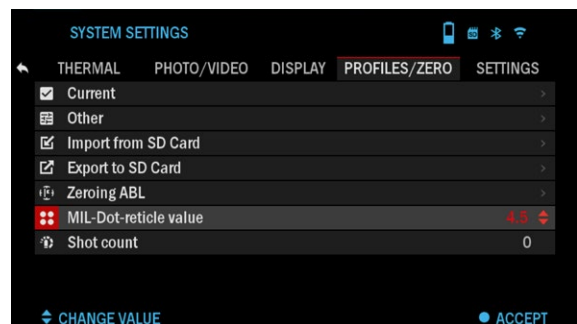 SYSTEM SETTINGS
THERMAL PHOTO/VIDEO DISPLAY PROFILES/ZERO SETTINGS
Current
Other
Import from SD Card
Export to SD Card
Zeroing ABL
MIL-Dot-reticle value 4.5
Shot count 0
CHANGE VALUE ACCEPT